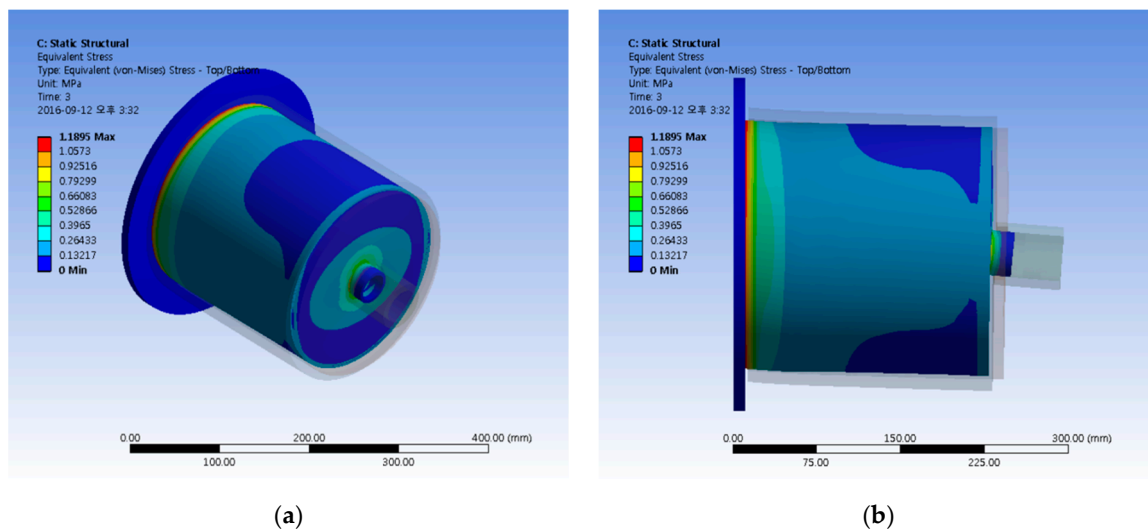 C: Static Structural
Equivalent Stress
Type: Equivalent (von-Mises) Stress - Top/Bottom
Unit: MPa
Time: 3
2016-09-12 오후 3:32
1.1895 Max
1.0573
0.92516
0.79299
0.66083
0.52866
0.3965
0.26433
0.13217
0 Min
0.00 200.00 400.00 (mm)
100.00 300.00
(a)
C: Static Structural
Equivalent Stress
Type: Equivalent (von-Mises) Stress - Top/Bottom
Unit: MPa
Time: 3
2016-09-12 오후 3:32
1.1895 Max
1.0573
0.92516
0.79299
0.66083
0.52866
0.3965
0.26433
0.13217
0 Min
0.00 150.00 300.00 (mm)
75.00 225.00
(b)